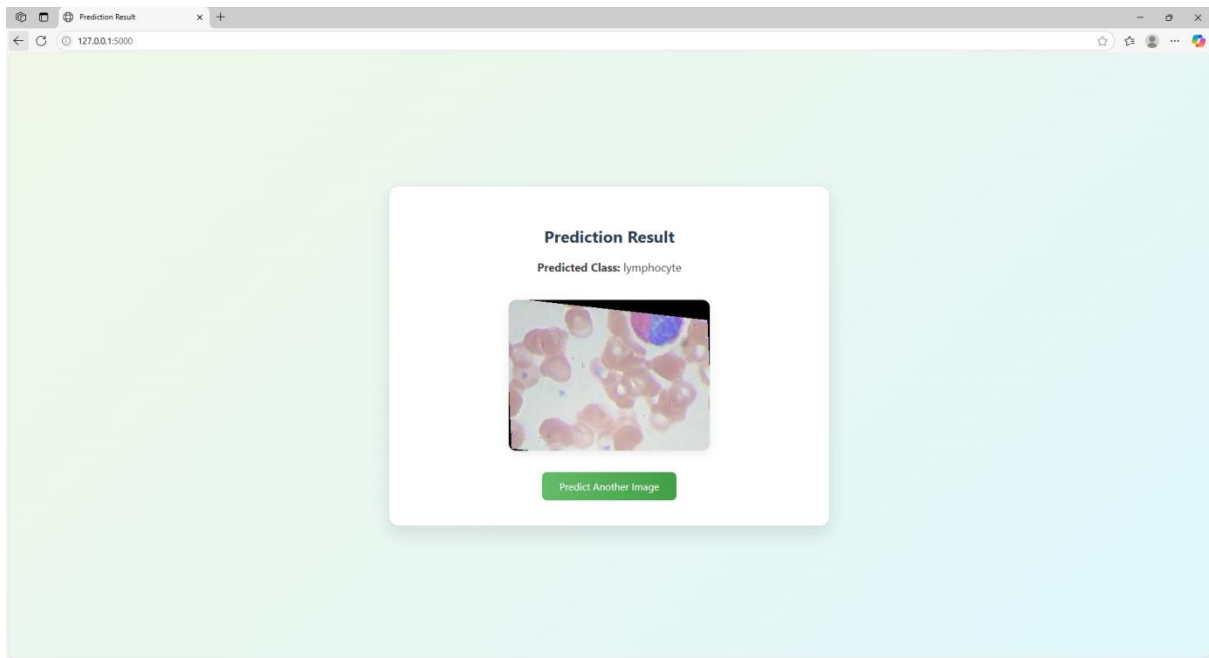 Prediction Result
127.0.0.1:5000
Prediction Result
Predicted Class: lymphocyte
Predict Another Image